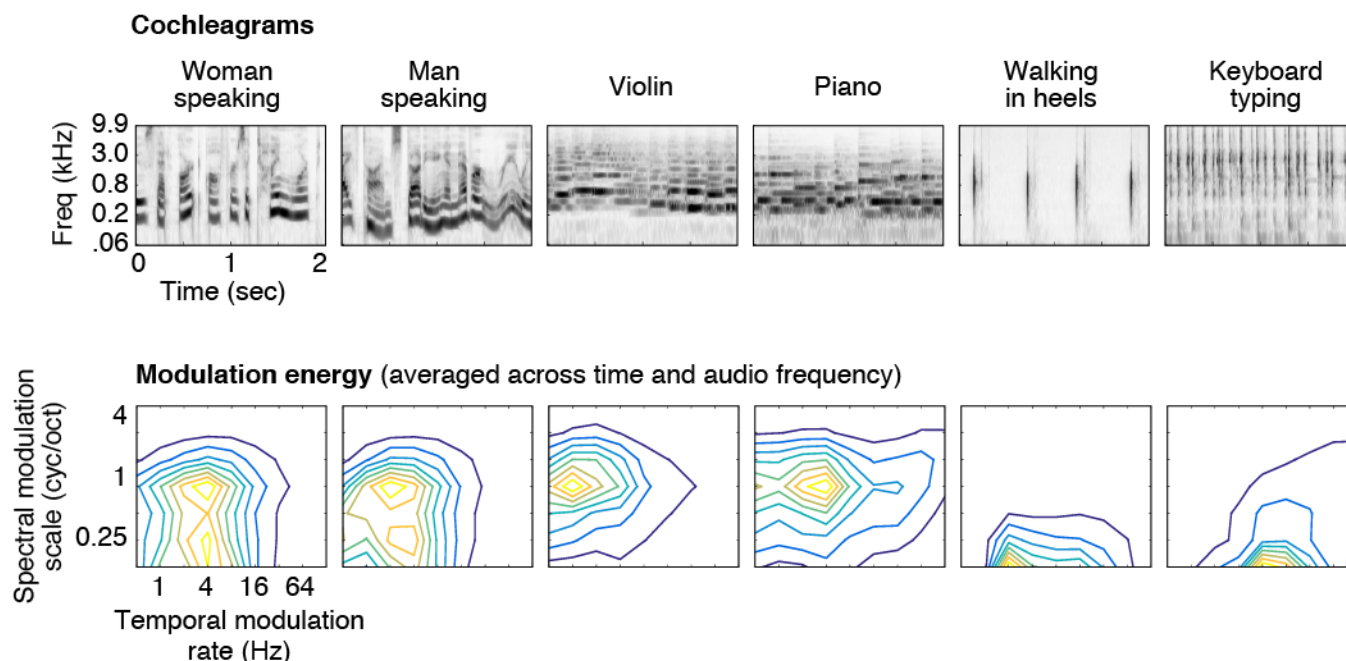 Cochleagrams
Woman
speaking
Man
speaking
Violin
Piano
Walking
in heels
Keyboard
typing
Freq (kHz)
9.9
3.0
0.8
0.2
.06
0 1 2
Time (sec)
Modulation energy (averaged across time and audio frequency)
Spectral modulation
scale (cyc/oct)
4
1
0.25
1 4 16 64
Temporal modulation
rate (Hz)